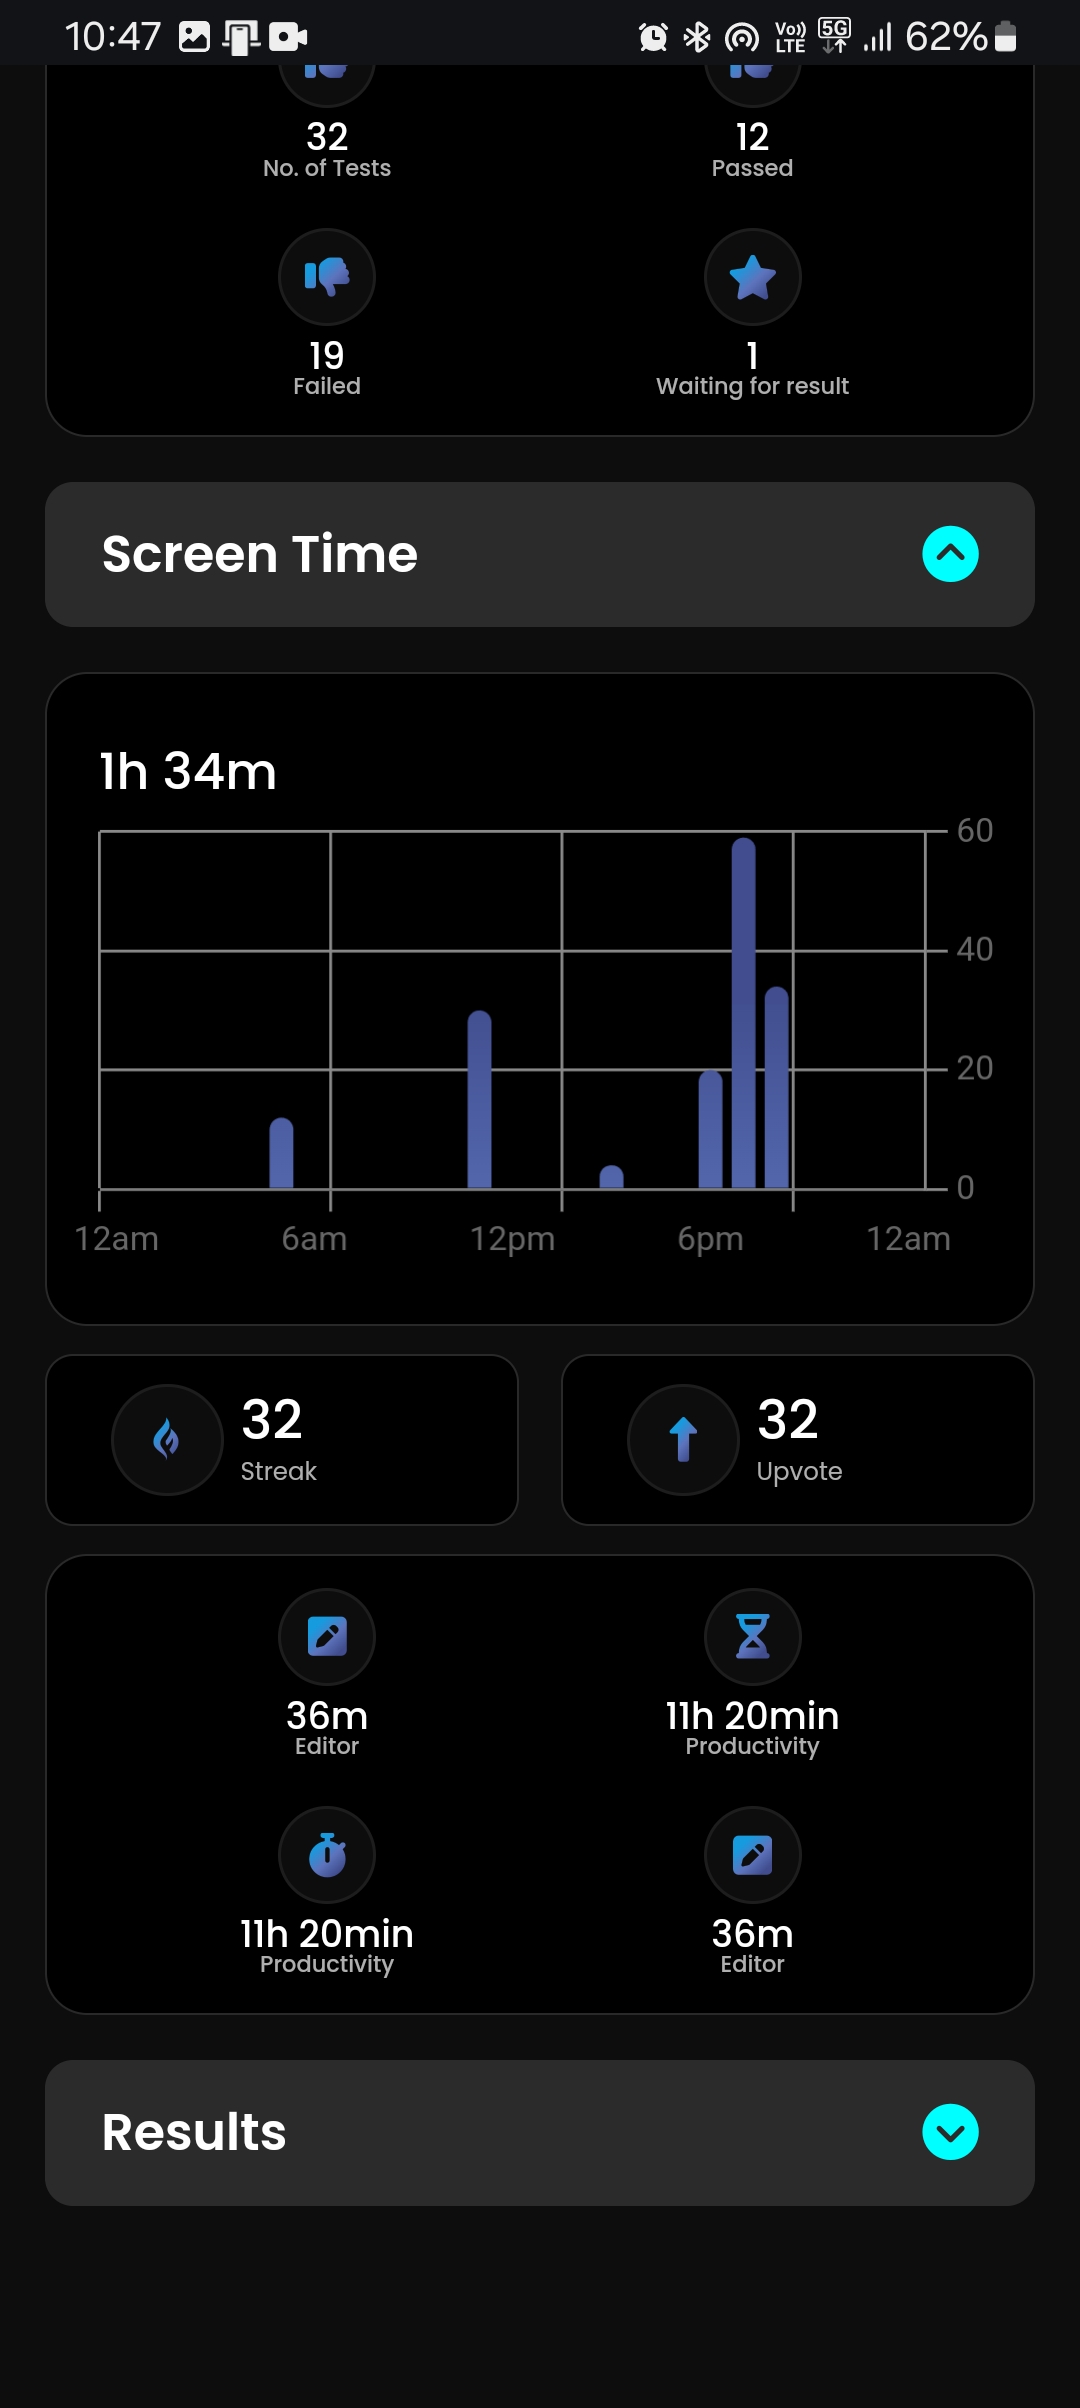 10:47 Vo)) LTE 5G 62%
32 12
No. of Tests Passed
19 1
Failed Waiting for result
Screen Time
1h 34m
60
40
20
0
12am 6am 12pm 6pm 12am
32 32
Streak Upvote
36m 11h 20min
Editor Productivity
11h 20min 36m
Productivity Editor
Results